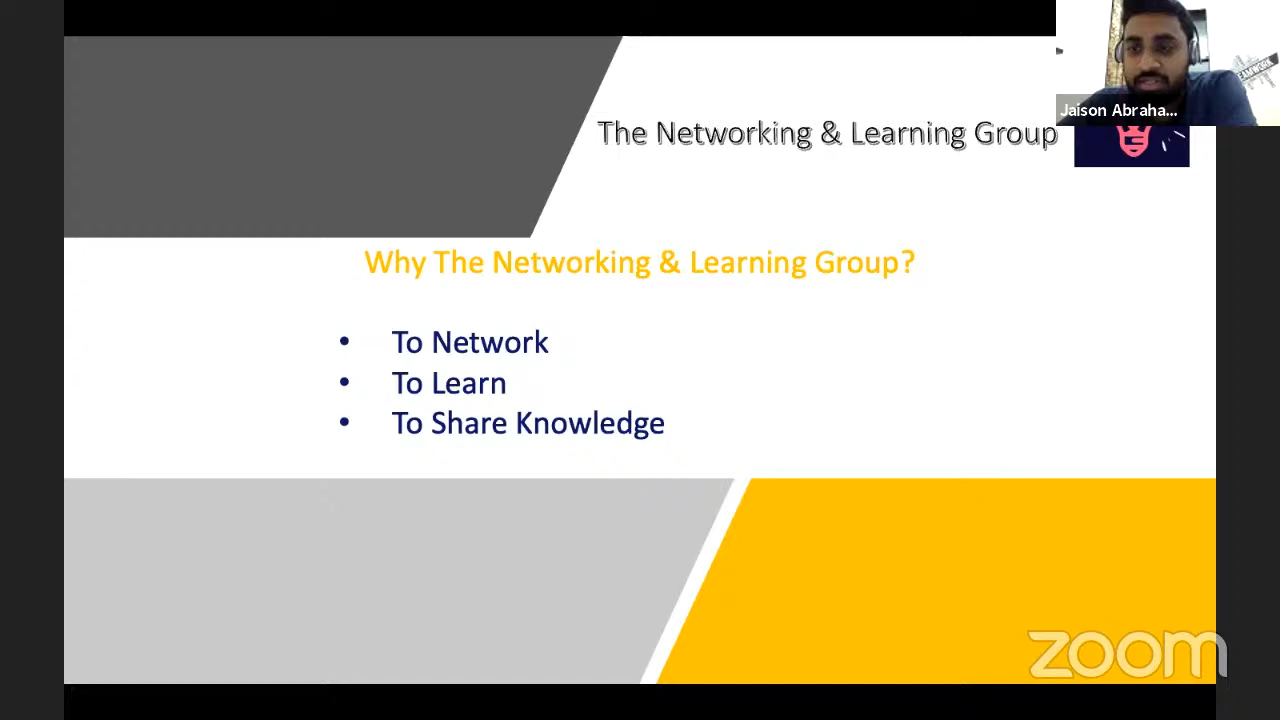 Jaison Abraha...
The Networking & Learning Group
Why The Networking & Learning Group?
• To Network
• To Learn
• To Share Knowledge
zoom